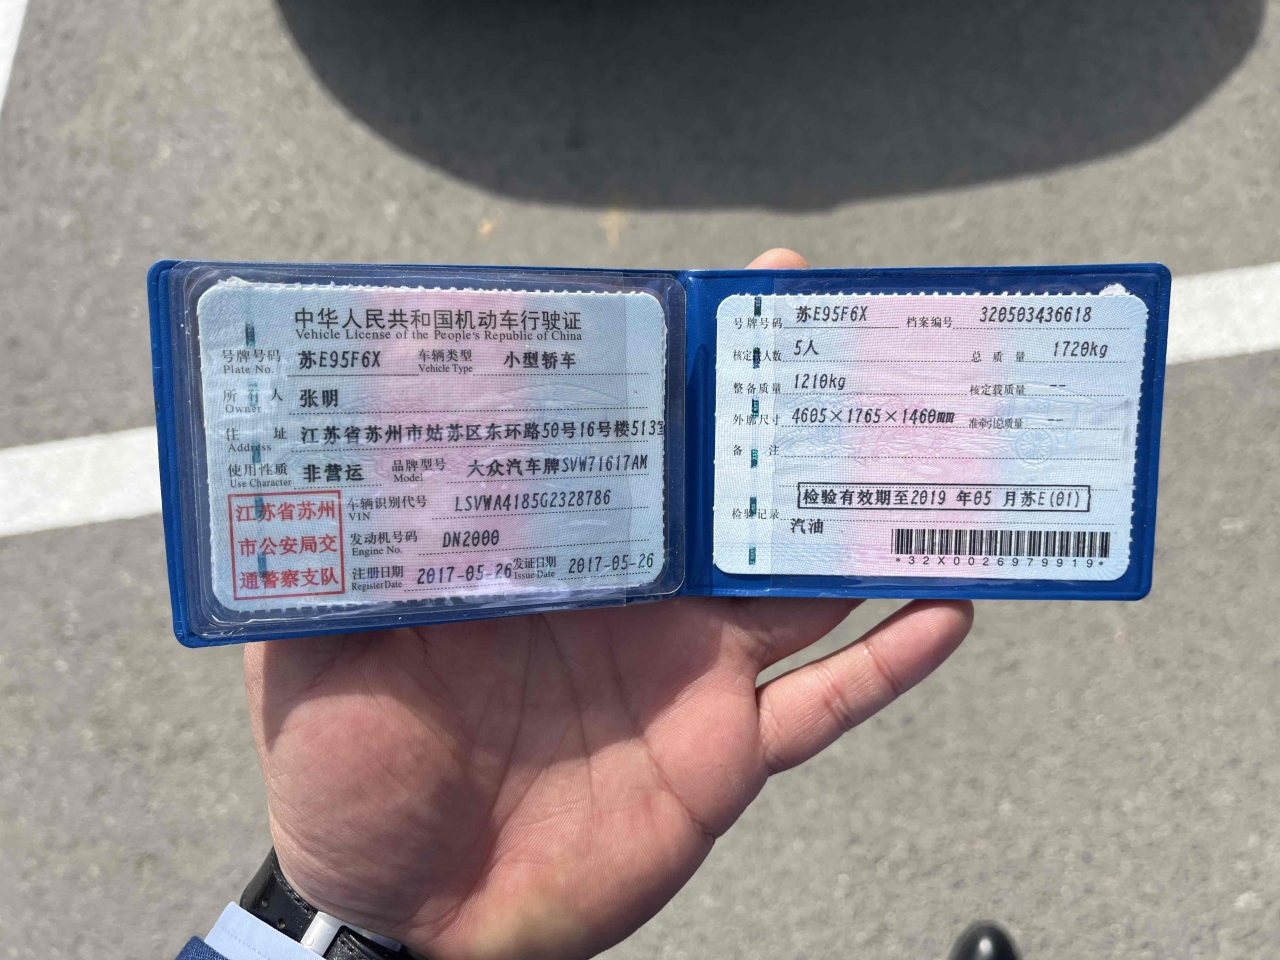 中华人民共和国机动车行驶证
Vehicle License of the People's Republic of China
号牌号码 苏E95F6X 车辆类型 小型轿车
Plate No. Vehicle Type
所有人 张明
Owner
住址 江苏省苏州市姑苏区东环路50号16号楼513室
Address
使用性质 非营运 品牌型号 大众汽车牌SVW71617AM
Use Character Model
江苏省苏州
市公安局交
通警察支队
车辆识别代号 LSVWA4185G2328786
VIN
发动机号码 DN2000
Engine No.
注册日期 2017-05-26 发证日期 2017-05-26
Register Date Issue Date
号牌号码 苏E95F6X 档案编号 320503436618
核定载人数 5人 总质量 1720kg
整备质量 1210kg 核定载质量 --
外廓尺寸 4605×1765×1460mm 准牵引总质量 --
备注
检验有效期至2019年05月苏E(01)
检验记录
汽油
*32X0026979919*